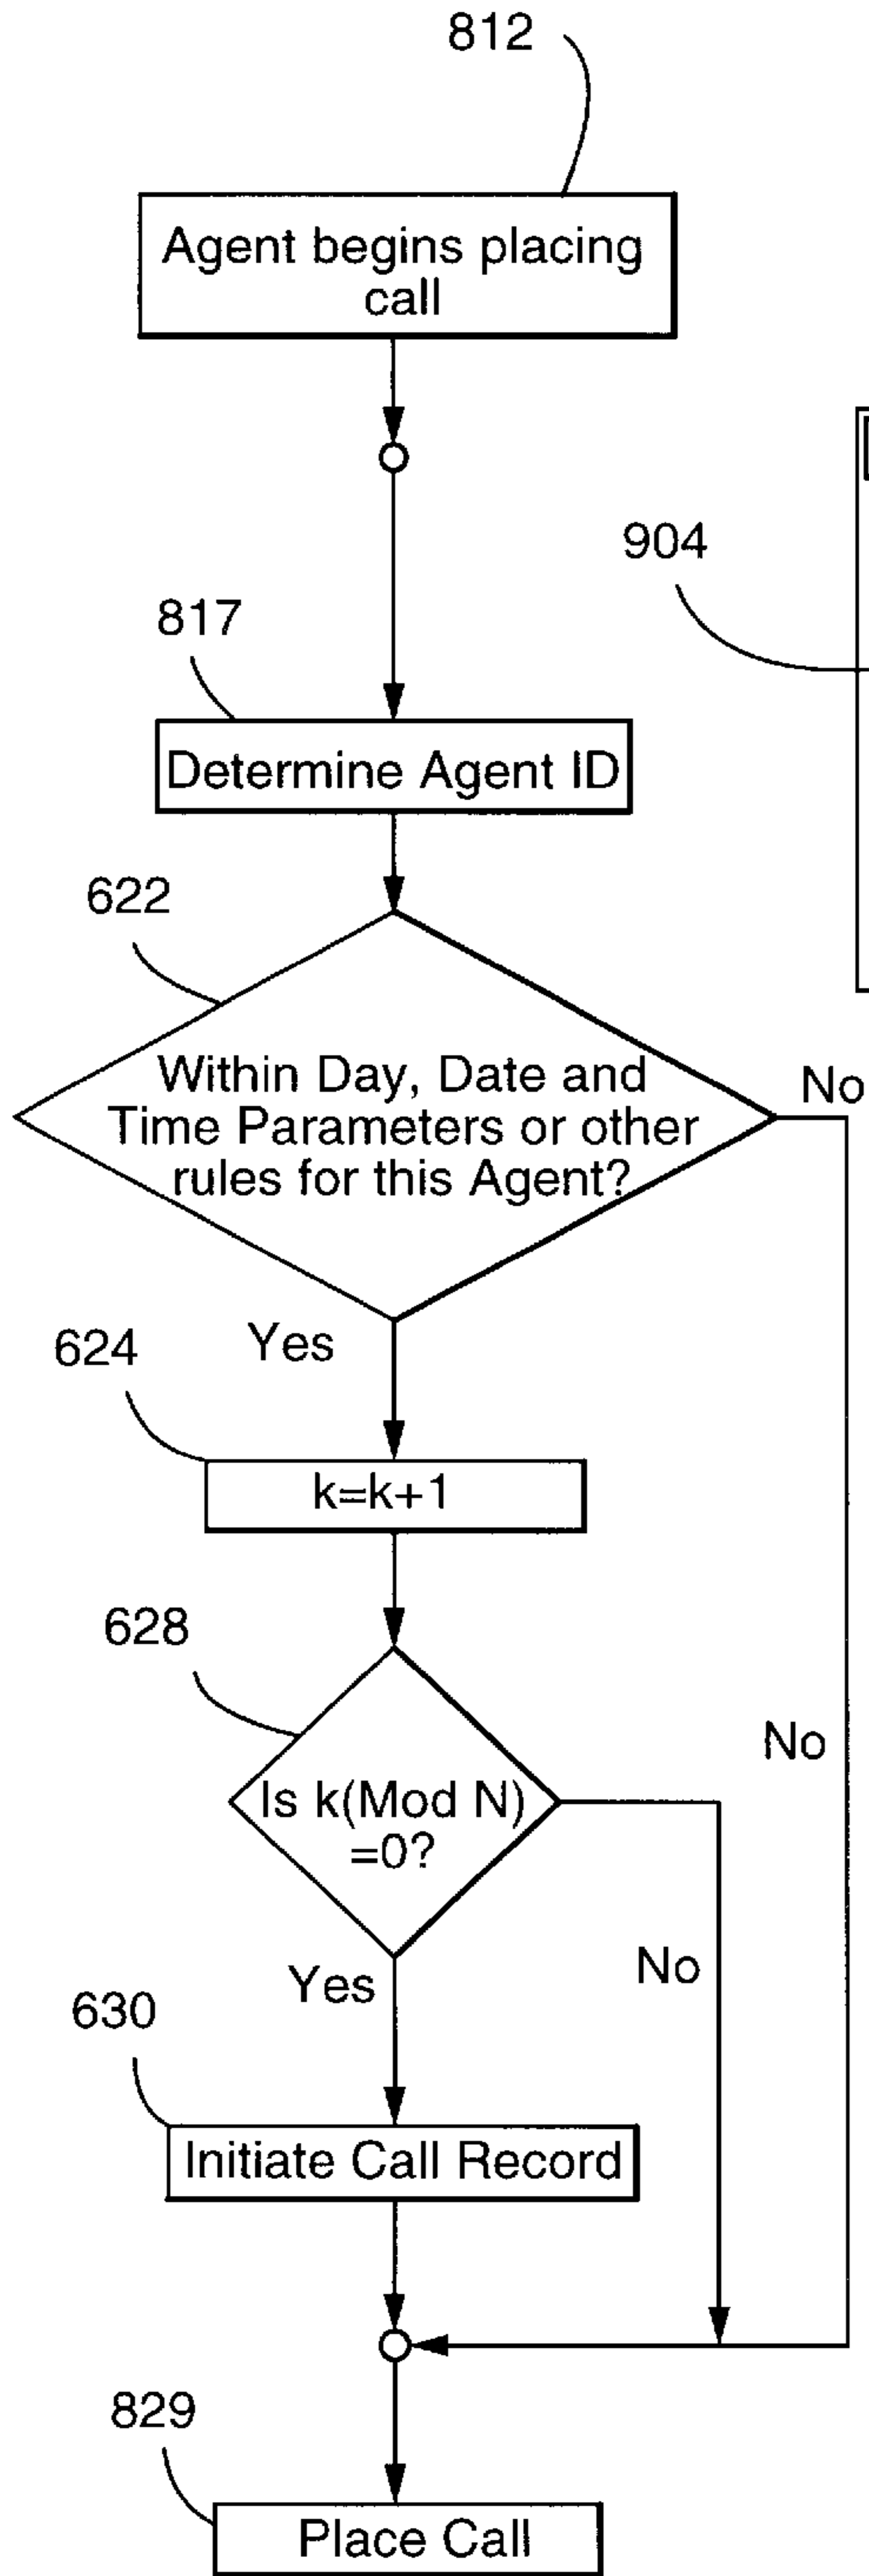 812
Agent begins placing
call
904
817
Determine Agent ID
622
Within Day, Date and
Time Parameters or other
rules for this Agent?
No
Yes
624
k=k+1
628
No
Is k(Mod N)
=0?
No
Yes
630
Initiate Call Record
829
Place Call